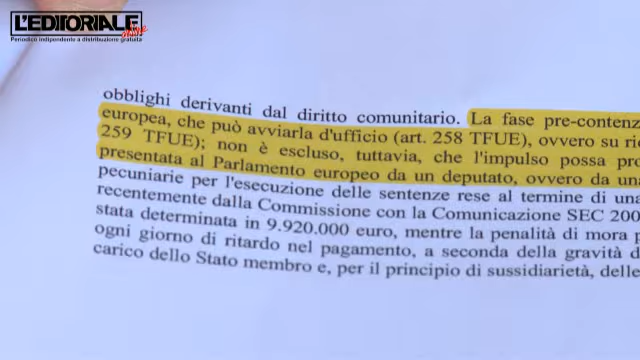 L'EDITORIALE
online
Periodico indipendente a distribuzione gratuita
obblighi derivanti dal diritto comunitario. La fase pre-contenz
europea, che può avviarla d'ufficio (art. 258 TFUE), ovvero su ric
259 TFUE); non è escluso, tuttavia, che l'impulso possa pro
presentata al Parlamento europeo da un deputato, ovvero da una
pecuniarie per l'esecuzione delle sentenze rese al termine di una
recentemente dalla Commissione con la Comunicazione SEC 200
stata determinata in 9.920.000 euro, mentre la penalità di mora p
ogni giorno di ritardo nel pagamento, a seconda della gravità d
carico dello Stato membro e, per il principio di sussidiarietà, delle